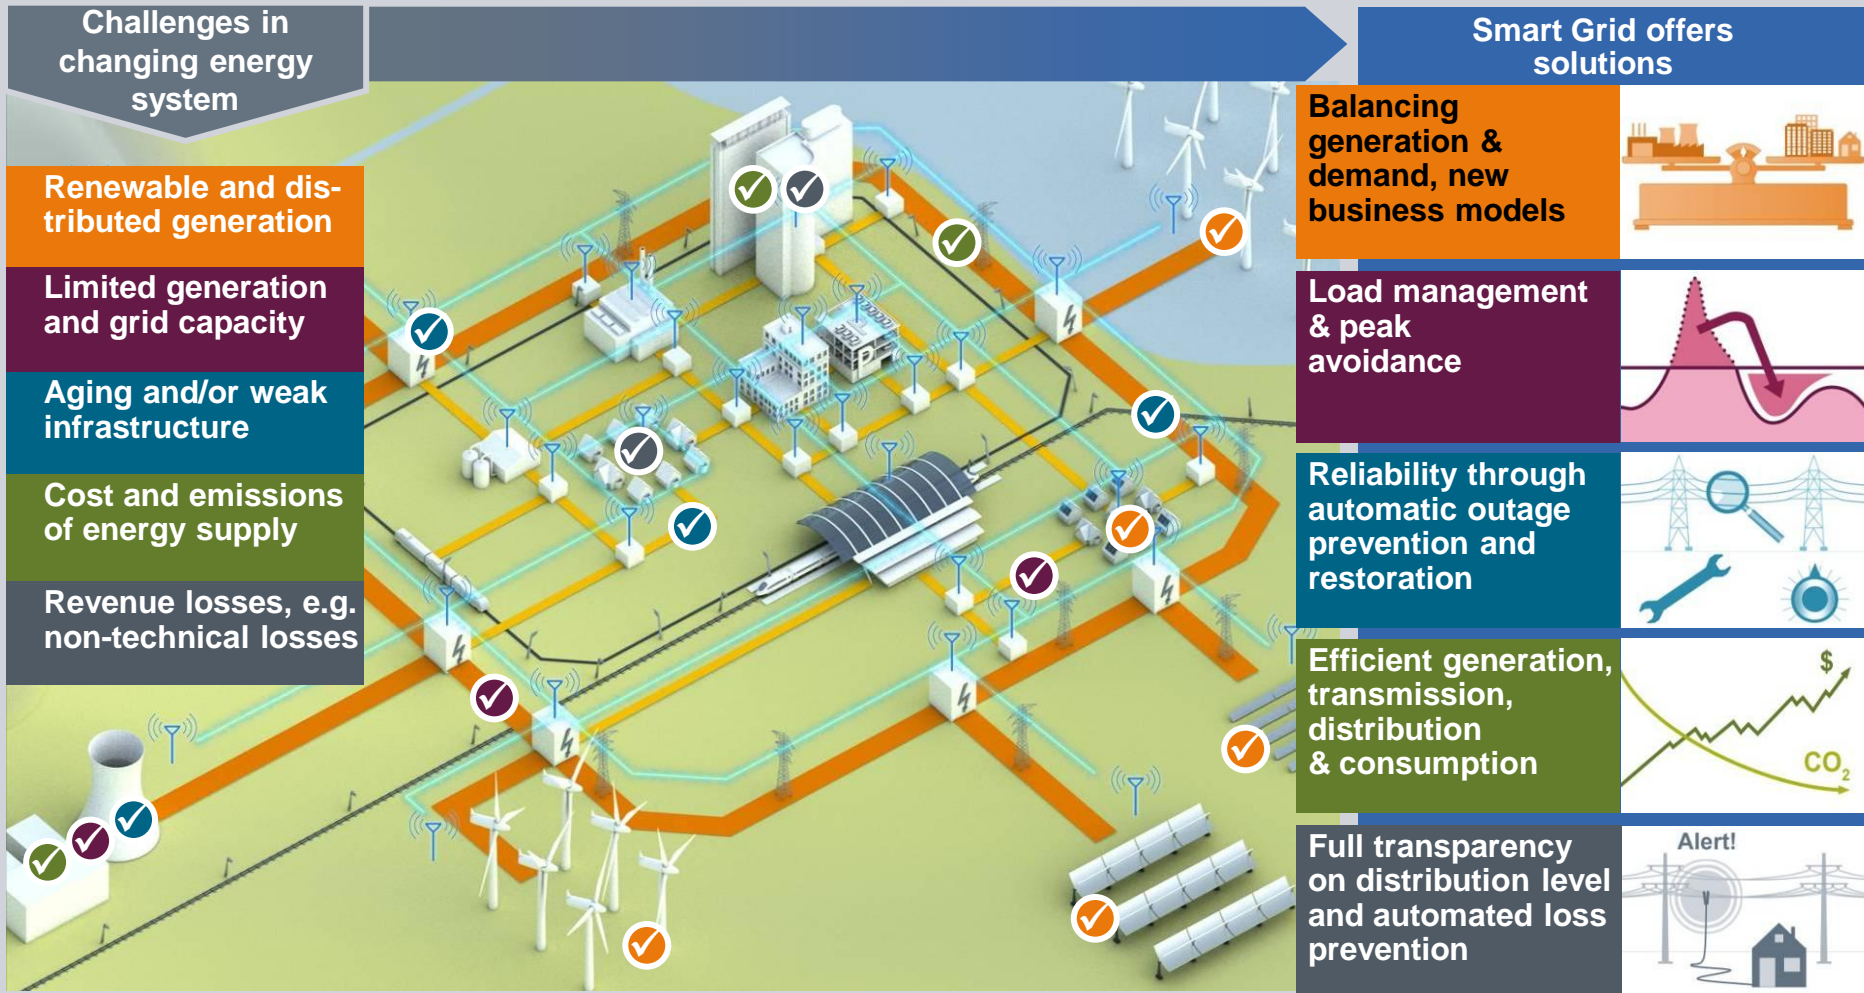 Challenges in
changing energy
system
Smart Grid offers
solutions
Renewable and dis-
tributed generation
Limited generation
and grid capacity
Aging and/or weak
infrastructure
Cost and emissions
of energy supply
Revenue losses, e.g.
non-technical losses
Balancing
generation &
demand, new
business models
Load management
& peak
avoidance
Reliability through
automatic outage
prevention and
restoration
Efficient generation,
transmission,
distribution
& consumption
$
CO2
Full transparency
on distribution level
and automated loss
prevention
Alert!